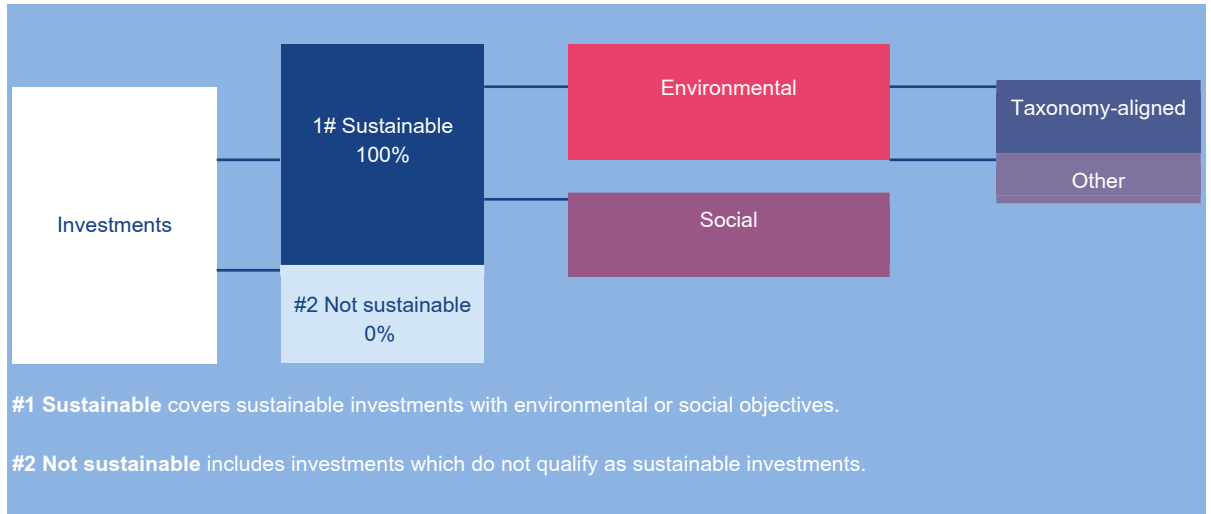 Investments
1# Sustainable
100%
#2 Not sustainable
0%
Environmental
Social
Taxonomy-aligned
Other
#1 Sustainable covers sustainable investments with environmental or social objectives.
#2 Not sustainable includes investments which do not qualify as sustainable investments.